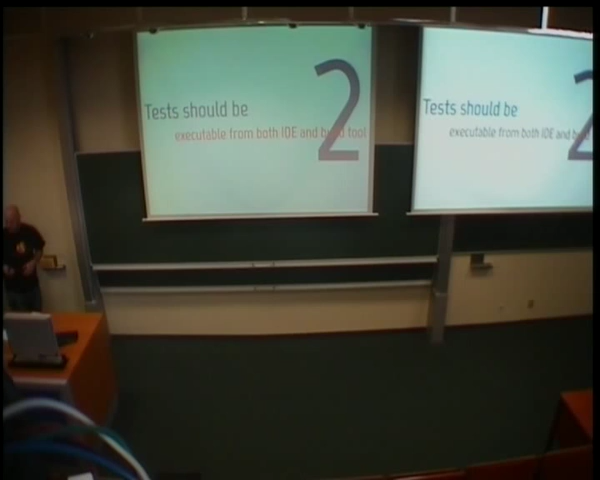 Tests should be
executable from both IDE and build tool
2
Tests should be
executable from both IDE and
2